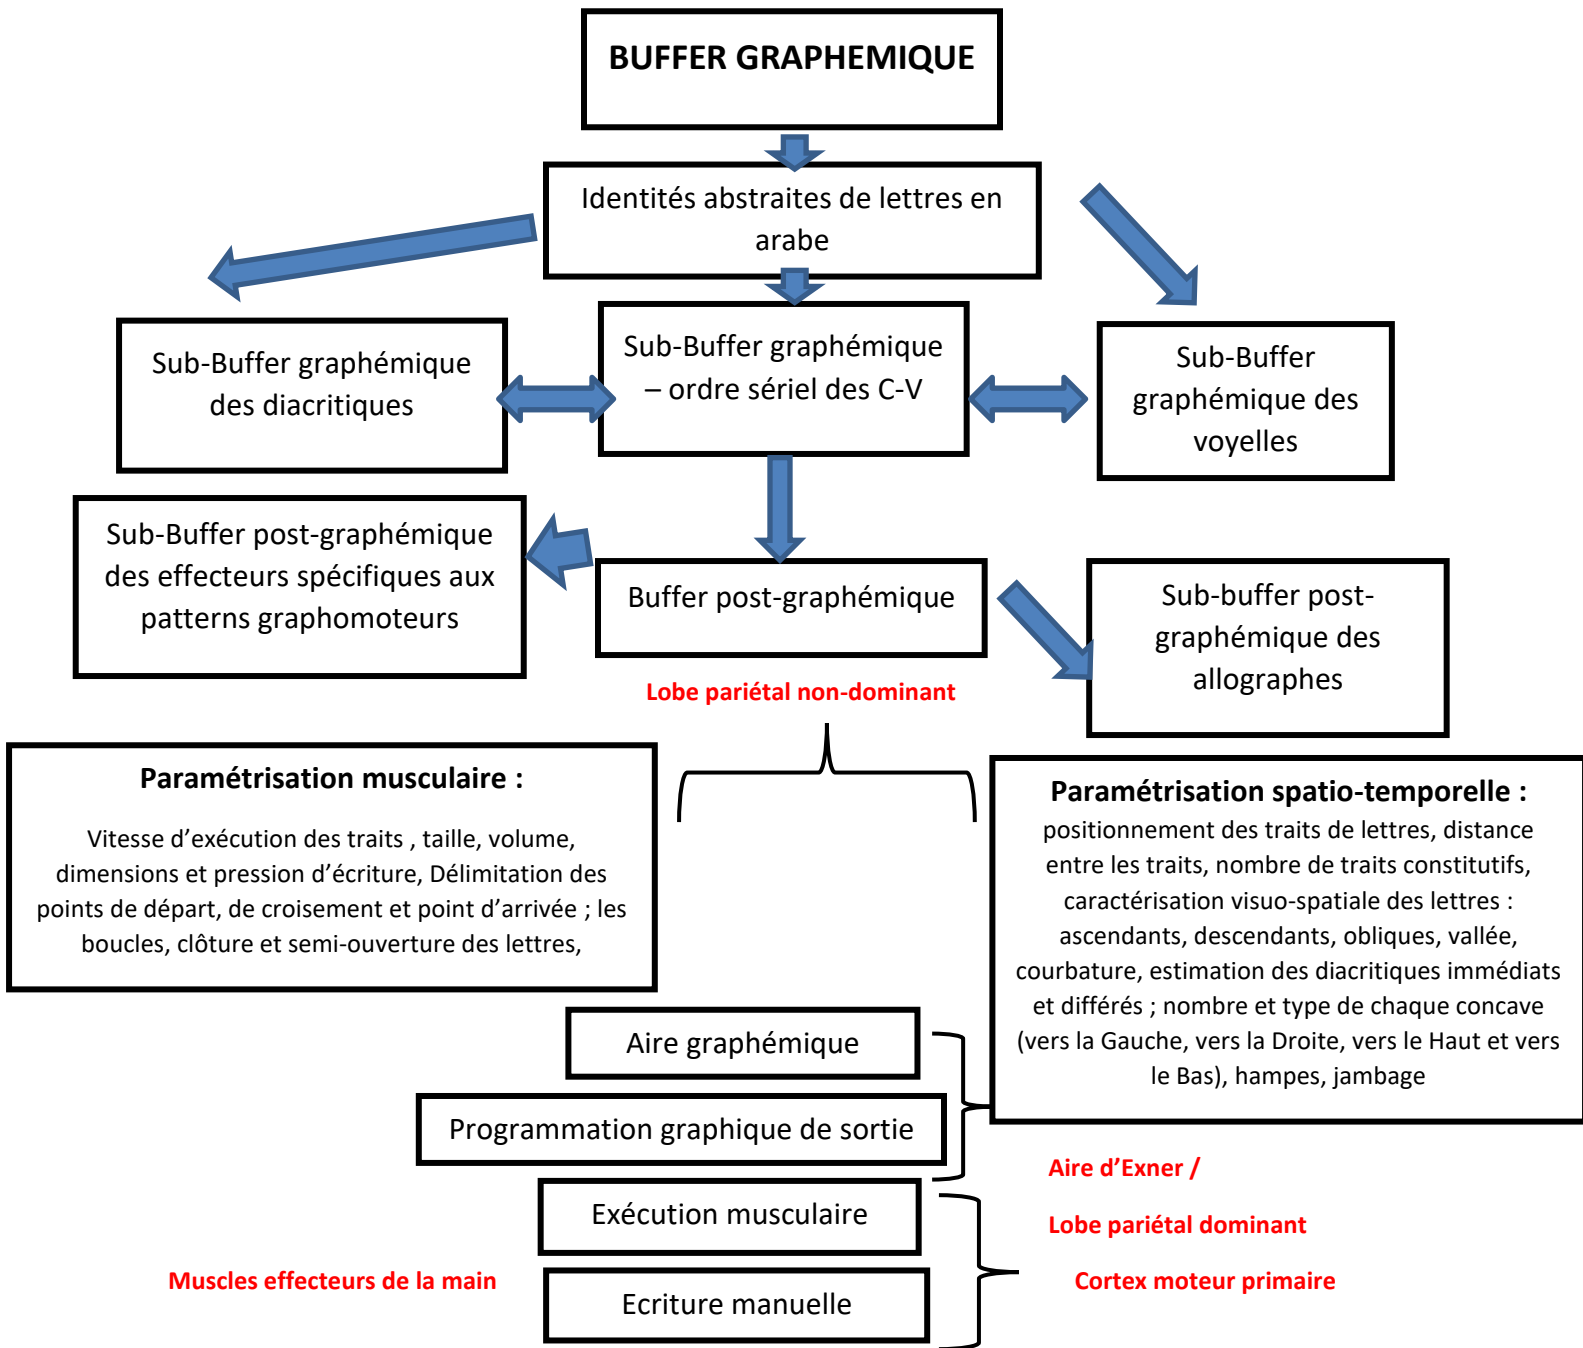 BUFFER GRAPHEMIQUE
Identités abstraites de lettres en
arabe
Sub-Buffer graphémique
des diacritiques
Sub-Buffer graphémique
– ordre sériel des C-V
Sub-Buffer
graphémique des
voyelles
Sub-Buffer post-graphémique
des effecteurs spécifiques aux
patterns graphomoteurs
Buffer post-graphémique
Sub-buffer post-
graphémique des
allographes
Lobe pariétal non-dominant
Paramétrisation musculaire :
Vitesse d’exécution des traits , taille, volume,
dimensions et pression d’écriture, Délimitation des
points de départ, de croisement et point d’arrivée ; les
boucles, clôture et semi-ouverture des lettres,
Paramétrisation spatio-temporelle :
positionnement des traits de lettres, distance
entre les traits, nombre de traits constitutifs,
caractérisation visuo-spatiale des lettres :
ascendants, descendants, obliques, vallée,
courbature, estimation des diacritiques immédiats
et différés ; nombre et type de chaque concave
(vers la Gauche, vers la Droite, vers le Haut et vers
le Bas), hampes, jambage
Aire graphémique
Programmation graphique de sortie
Aire d’Exner /
Lobe pariétal dominant
Exécution musculaire
Muscles effecteurs de la main
Cortex moteur primaire
Ecriture manuelle